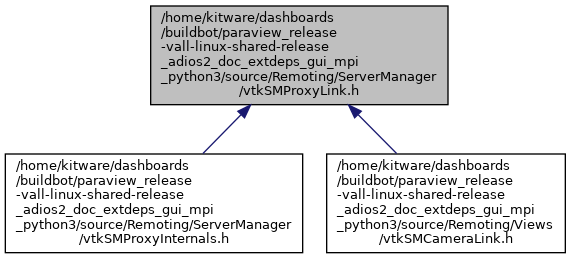 /home/kitware/dashboards
/buildbot/paraview_release
-vall-linux-shared-release
_adios2_doc_extdeps_gui_mpi
_python3/source/Remoting/ServerManager
/vtkSMProxyLink.h
/home/kitware/dashboards
/buildbot/paraview_release
-vall-linux-shared-release
_adios2_doc_extdeps_gui_mpi
_python3/source/Remoting/ServerManager
/vtkSMProxyInternals.h
/home/kitware/dashboards
/buildbot/paraview_release
-vall-linux-shared-release
_adios2_doc_extdeps_gui_mpi
_python3/source/Remoting/Views
/vtkSMCameraLink.h